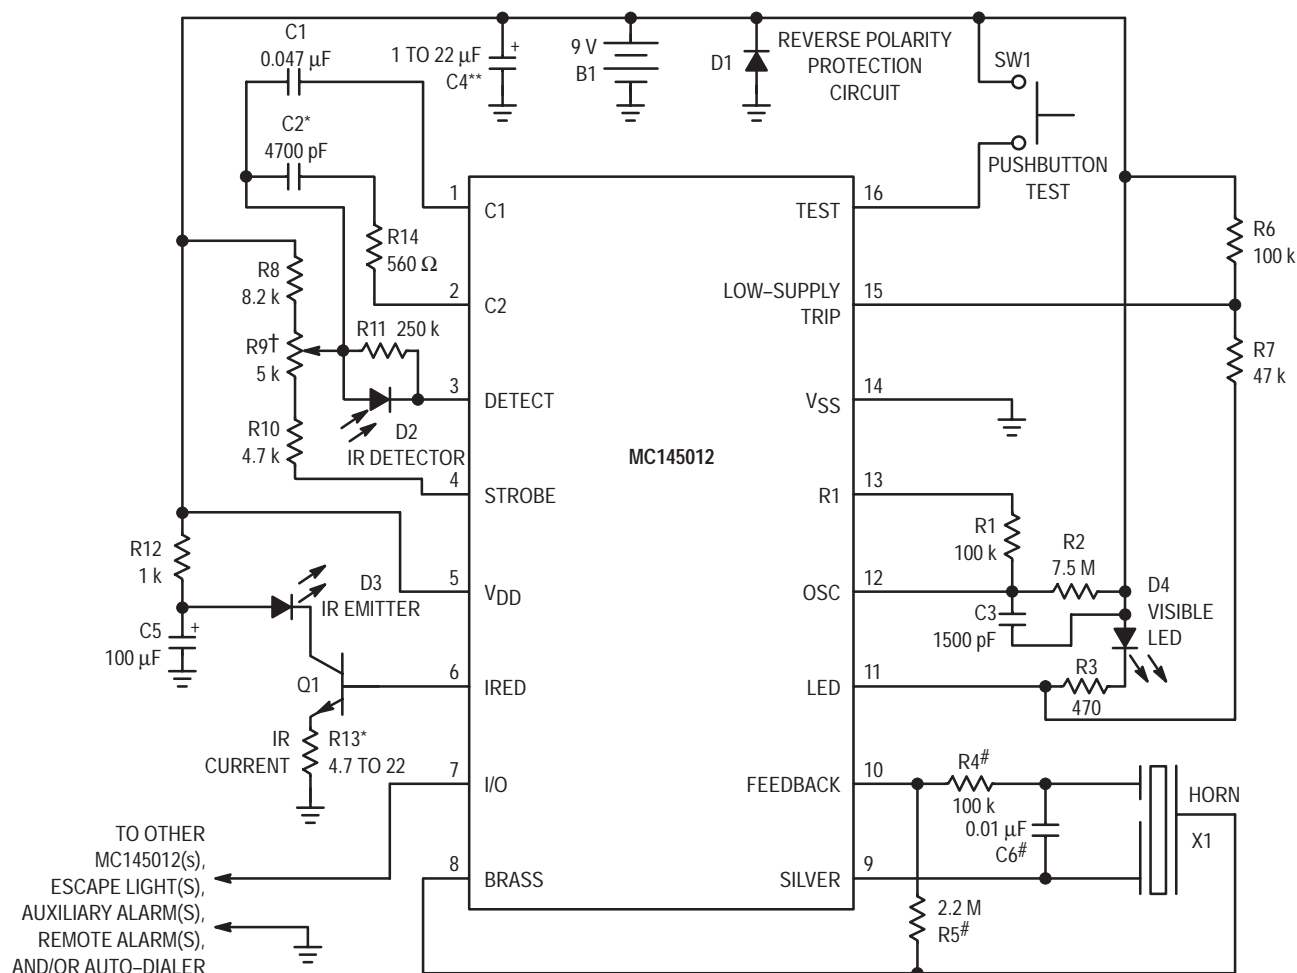 C1
0.047 µF
1 TO 22 µF
+
C4**
9 V
B1
D1
REVERSE POLARITY
PROTECTION
CIRCUIT
SW1
PUSHBUTTON
TEST
C2*
4700 pF
R14
560 Ω
R8
8.2 k
R9†
5 k
R11 250 k
R10
4.7 k
D2
IR DETECTOR
R12
1 k
D3
IR EMITTER
C5
+
100 µF
Q1
IR
CURRENT
R13*
4.7 TO 22
TO OTHER
MC145012(s),
ESCAPE LIGHT(S),
AUXILIARY ALARM(S),
REMOTE ALARM(S),
AND/OR AUTO–DIALER
1
C1
2
C2
3
DETECT
4
STROBE
5
VDD
6
IRED
7
I/O
8
BRASS
MC145012
TEST
16
LOW–SUPPLY
TRIP
15
VSS
14
R1
13
OSC
12
LED
11
FEEDBACK
10
SILVER
9
R6
100 k
R7
47 k
R1
100 k
R2
7.5 M
C3
1500 pF
D4
VISIBLE
LED
R3
470
R4#
100 k
0.01 µF
C6#
HORN
X1
2.2 M
R5#